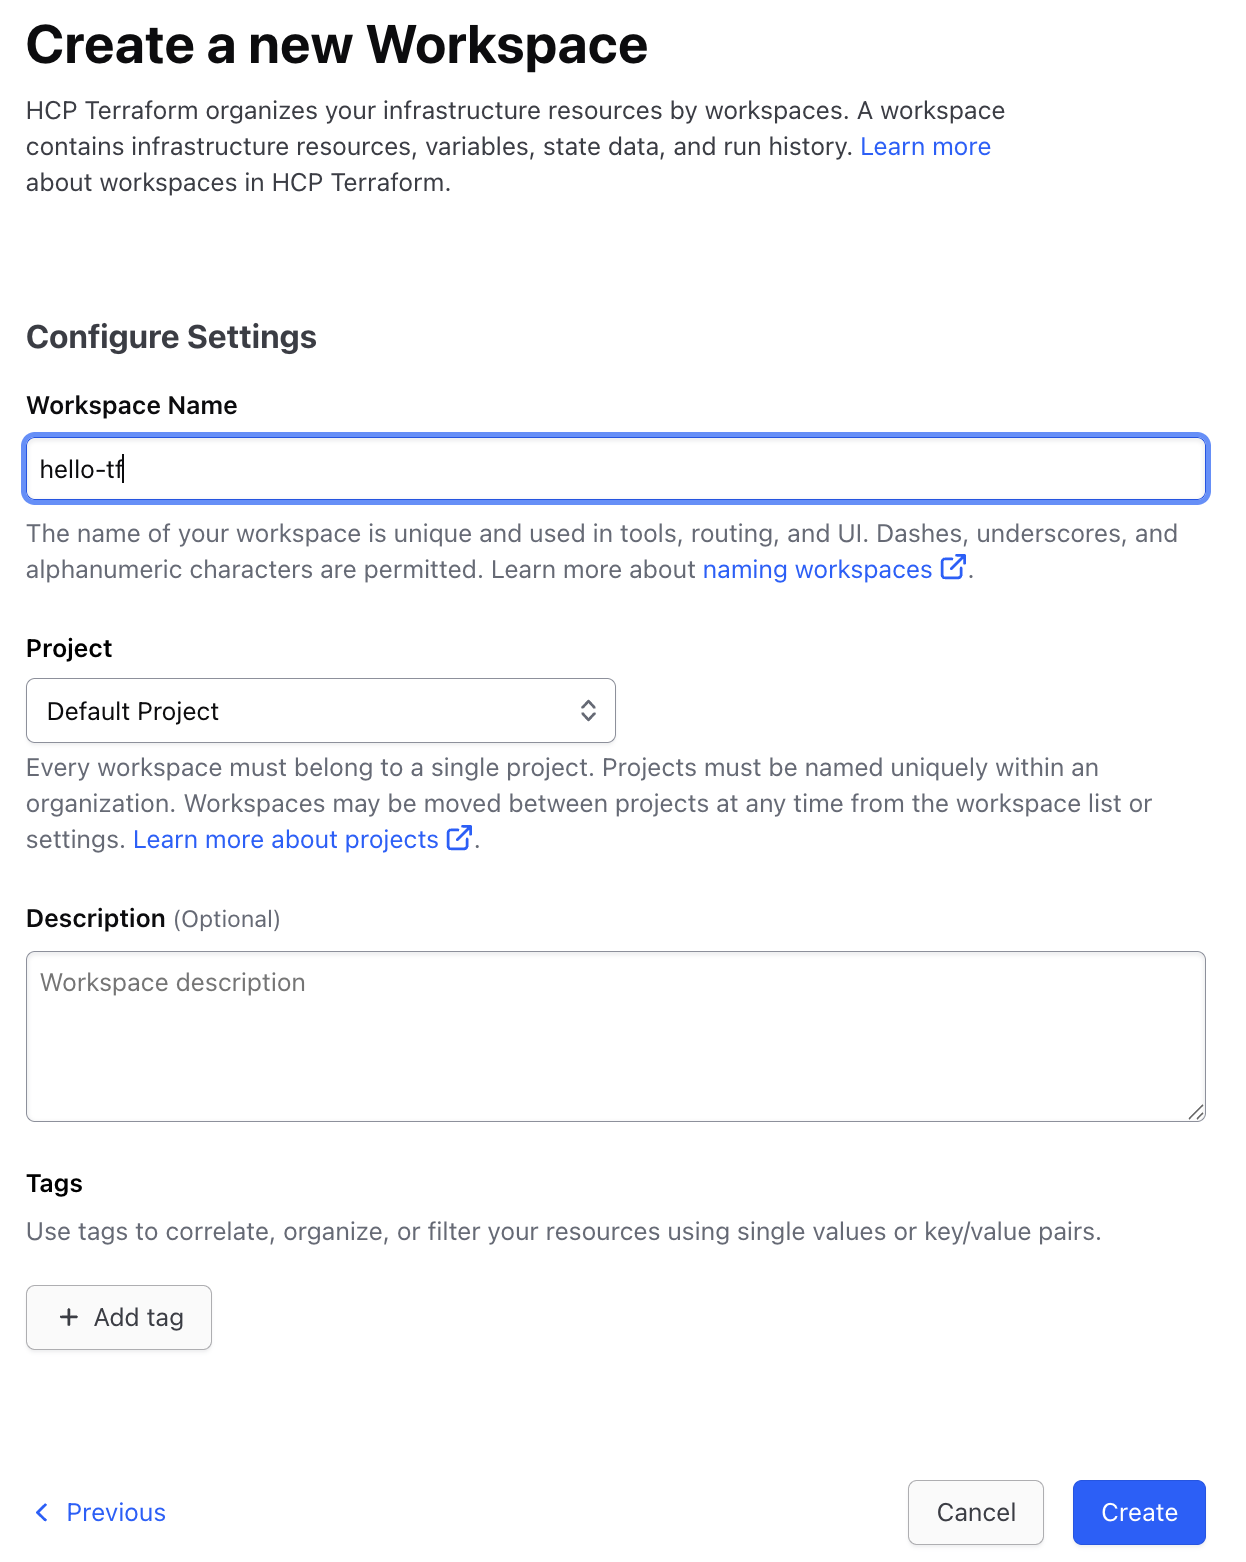 Create a new Workspace
HCP Terraform organizes your infrastructure resources by workspaces. A workspace
contains infrastructure resources, variables, state data, and run history. Learn more
about workspaces in HCP Terraform.
Configure Settings
Workspace Name
hello-tf
The name of your workspace is unique and used in tools, routing, and UI. Dashes, underscores, and
alphanumeric characters are permitted. Learn more about naming workspaces.
Project
Default Project
Every workspace must belong to a single project. Projects must be named uniquely within an
organization. Workspaces may be moved between projects at any time from the workspace list or
settings. Learn more about projects.
Description (Optional)
Workspace description
Tags
Use tags to correlate, organize, or filter your resources using single values or key/value pairs.
+ Add tag
Previous
Cancel
Create